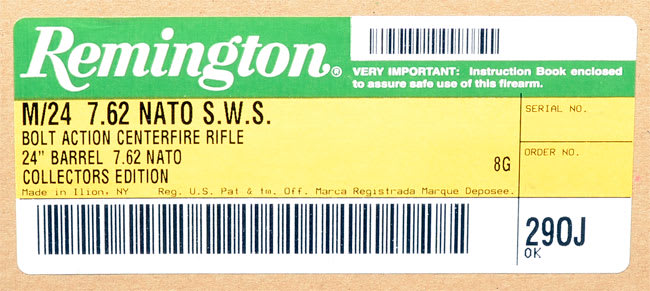 Remington®
VERY IMPORTANT: Instruction Book enclosed
to assure safe use of this firearm.
M/24 7.62 NATO S.W.S.
BOLT ACTION CENTERFIRE RIFLE
24" BARREL 7.62 NATO
8G
COLLECTORS EDITION
Made in Ilion, NY Reg. U.S. Pat & tm. Off. Marca Registrada Marque Deposee.
SERIAL NO.
ORDER NO.
290J
OK